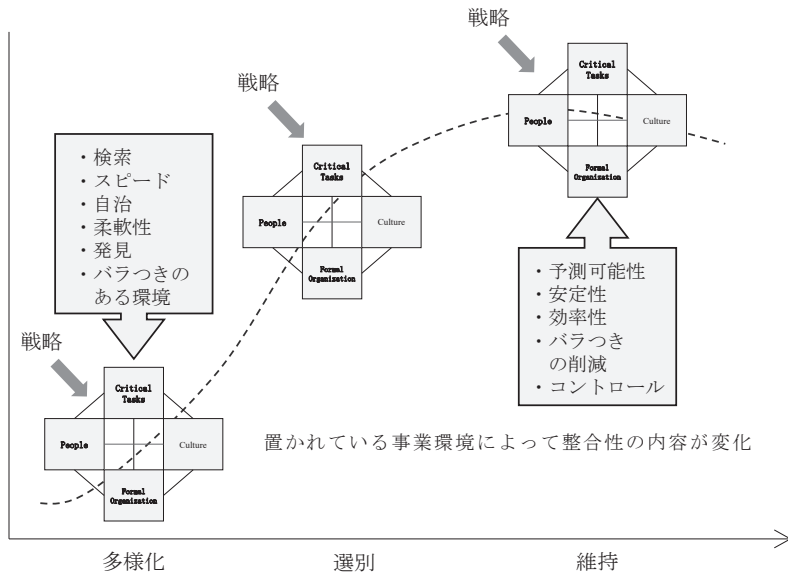 戦略
Critical
Tasks
People
Culture
Formal
Organization
戦略
Critical
Tasks
People
Culture
Formal
Organization
・検索
・スピード
・自治
・柔軟性
・発見
・バラつきの
ある環境
・予測可能性
・安定性
・効率性
・バラつき
の削減
・コントロール
戦略
Critical
Tasks
People
Culture
Formal
Organization
置かれている事業環境によって整合性の内容が変化
多様化
選別
維持